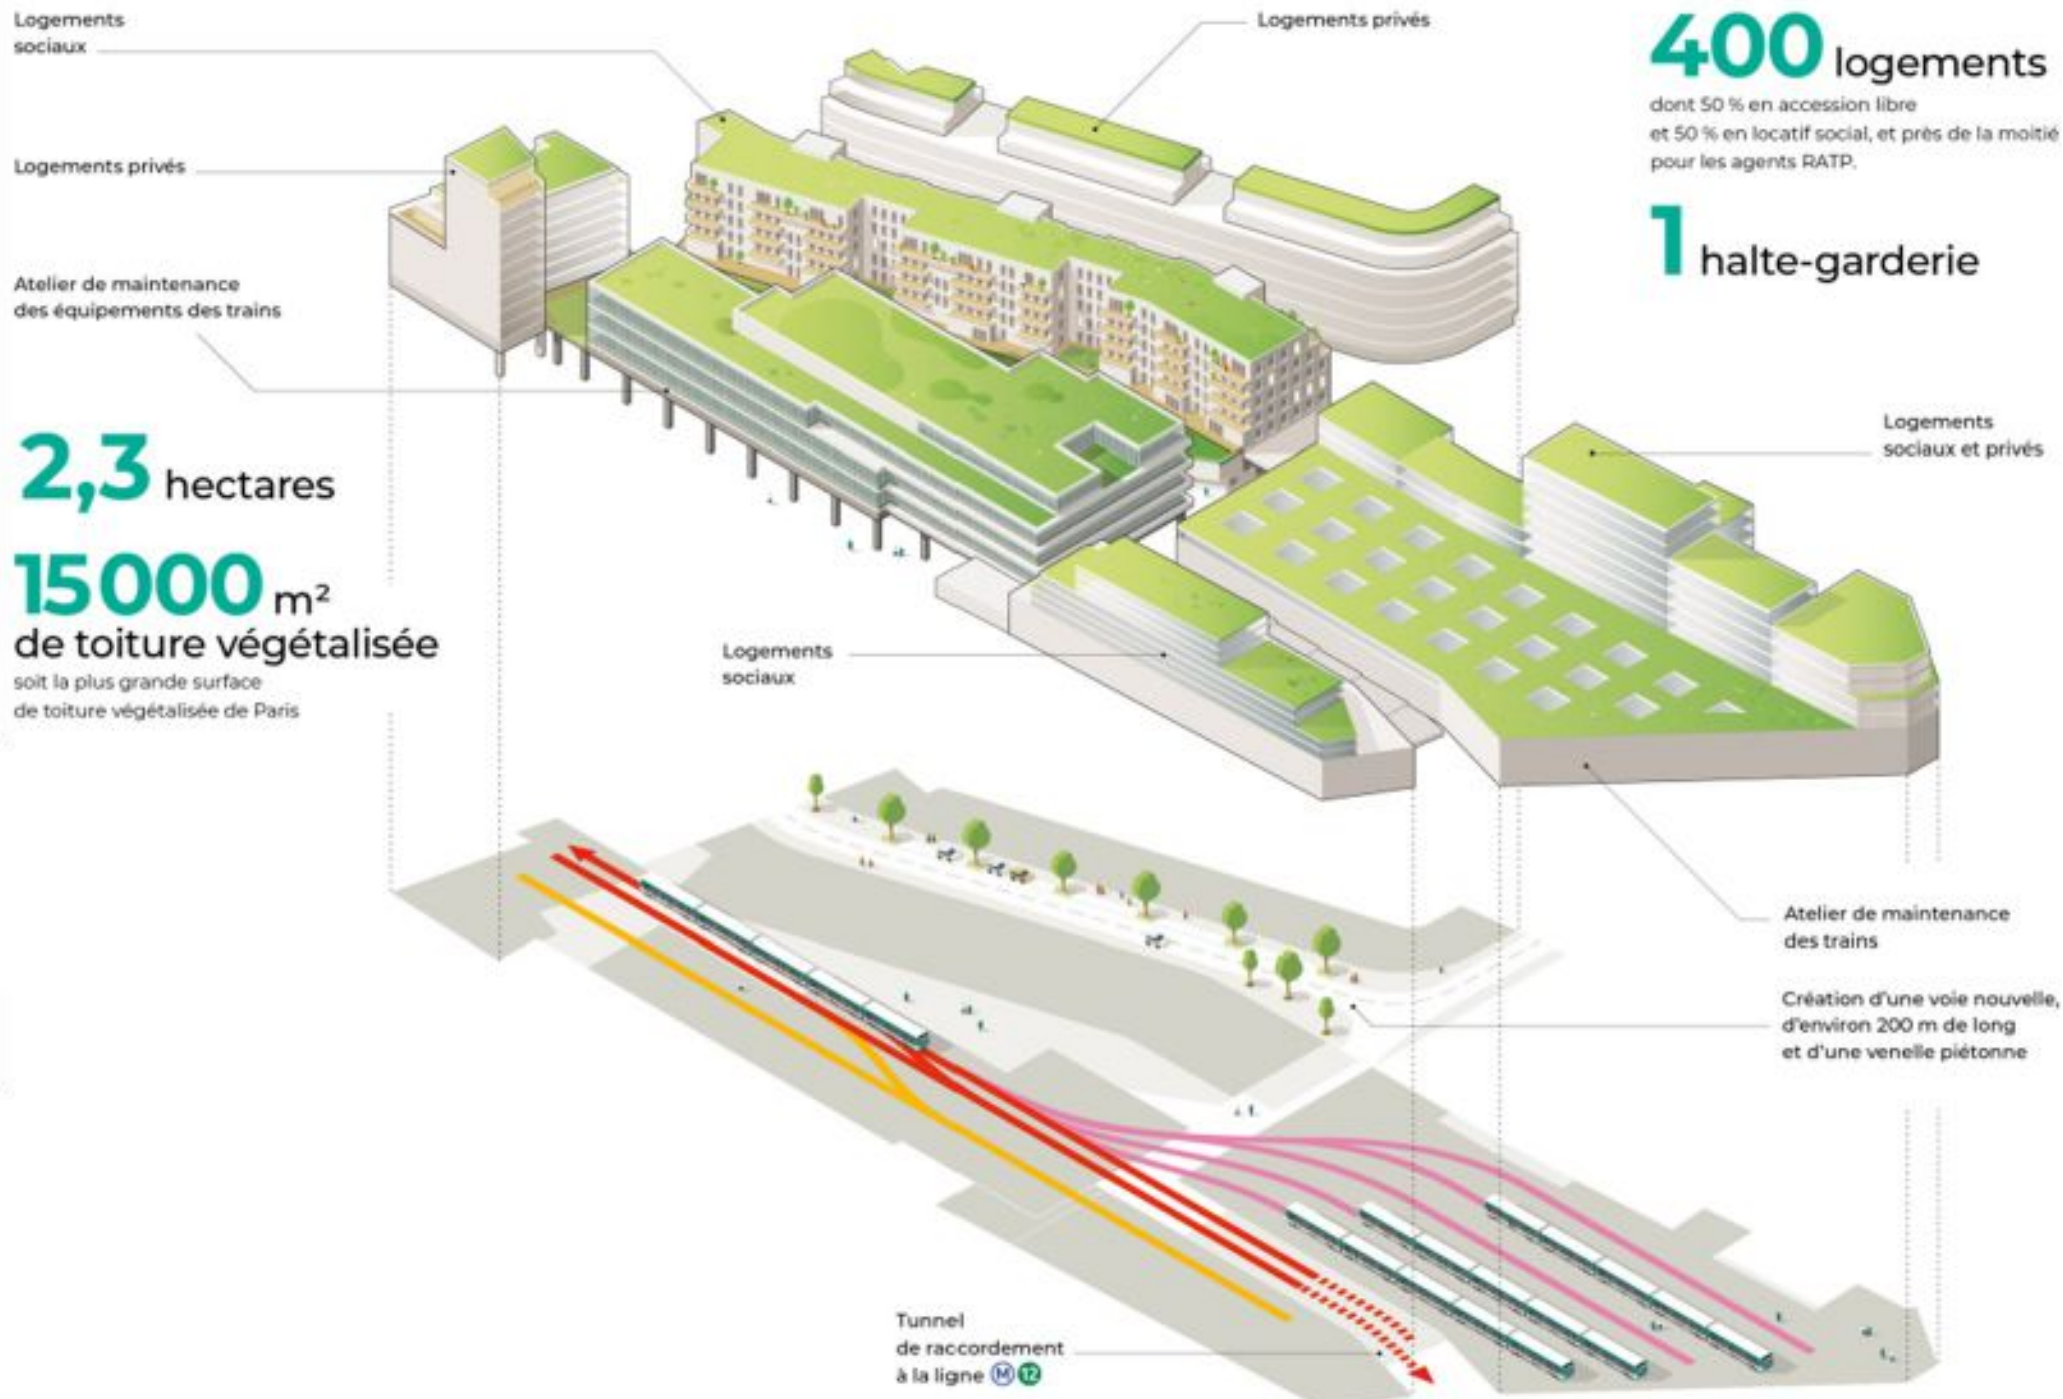 Logements
sociaux
Logements privés
400 logements
dont 50 % en accession libre
et 50 % en locatif social, et près de la moitié
pour les agents RATP.
1 halte-garderie
Logements privés
Atelier de maintenance
des équipements des trains
2,3 hectares
15 000 m²
de toiture végétalisée
soit la plus grande surface
de toiture végétalisée de Paris
Logements
sociaux et privés
Logements
sociaux
Atelier de maintenance
des trains
Création d'une voie nouvelle,
d'environ 200 m de long
et d'une venelle piétonne
Tunnel
de raccordement
à la ligne M 12